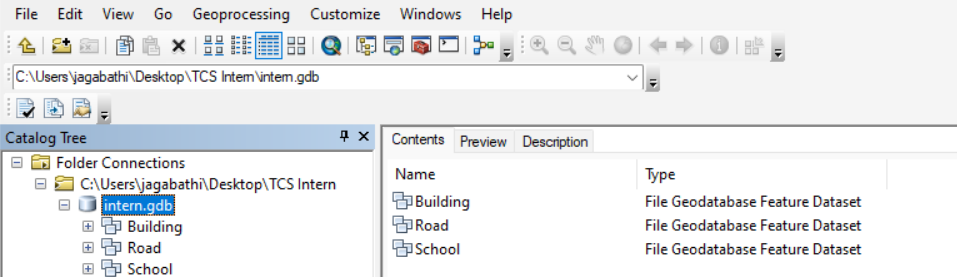 File Edit View Go Geoprocessing Customize Windows Help
C:\Users\jagabathi\Desktop\TCS Intern\intern.gdb
Catalog Tree
Folder Connections
C:\Users\jagabathi\Desktop\TCS Intern
intern.gdb
Building
Road
School
Contents Preview Description
Name Type
Building File Geodatabase Feature Dataset
Road File Geodatabase Feature Dataset
School File Geodatabase Feature Dataset